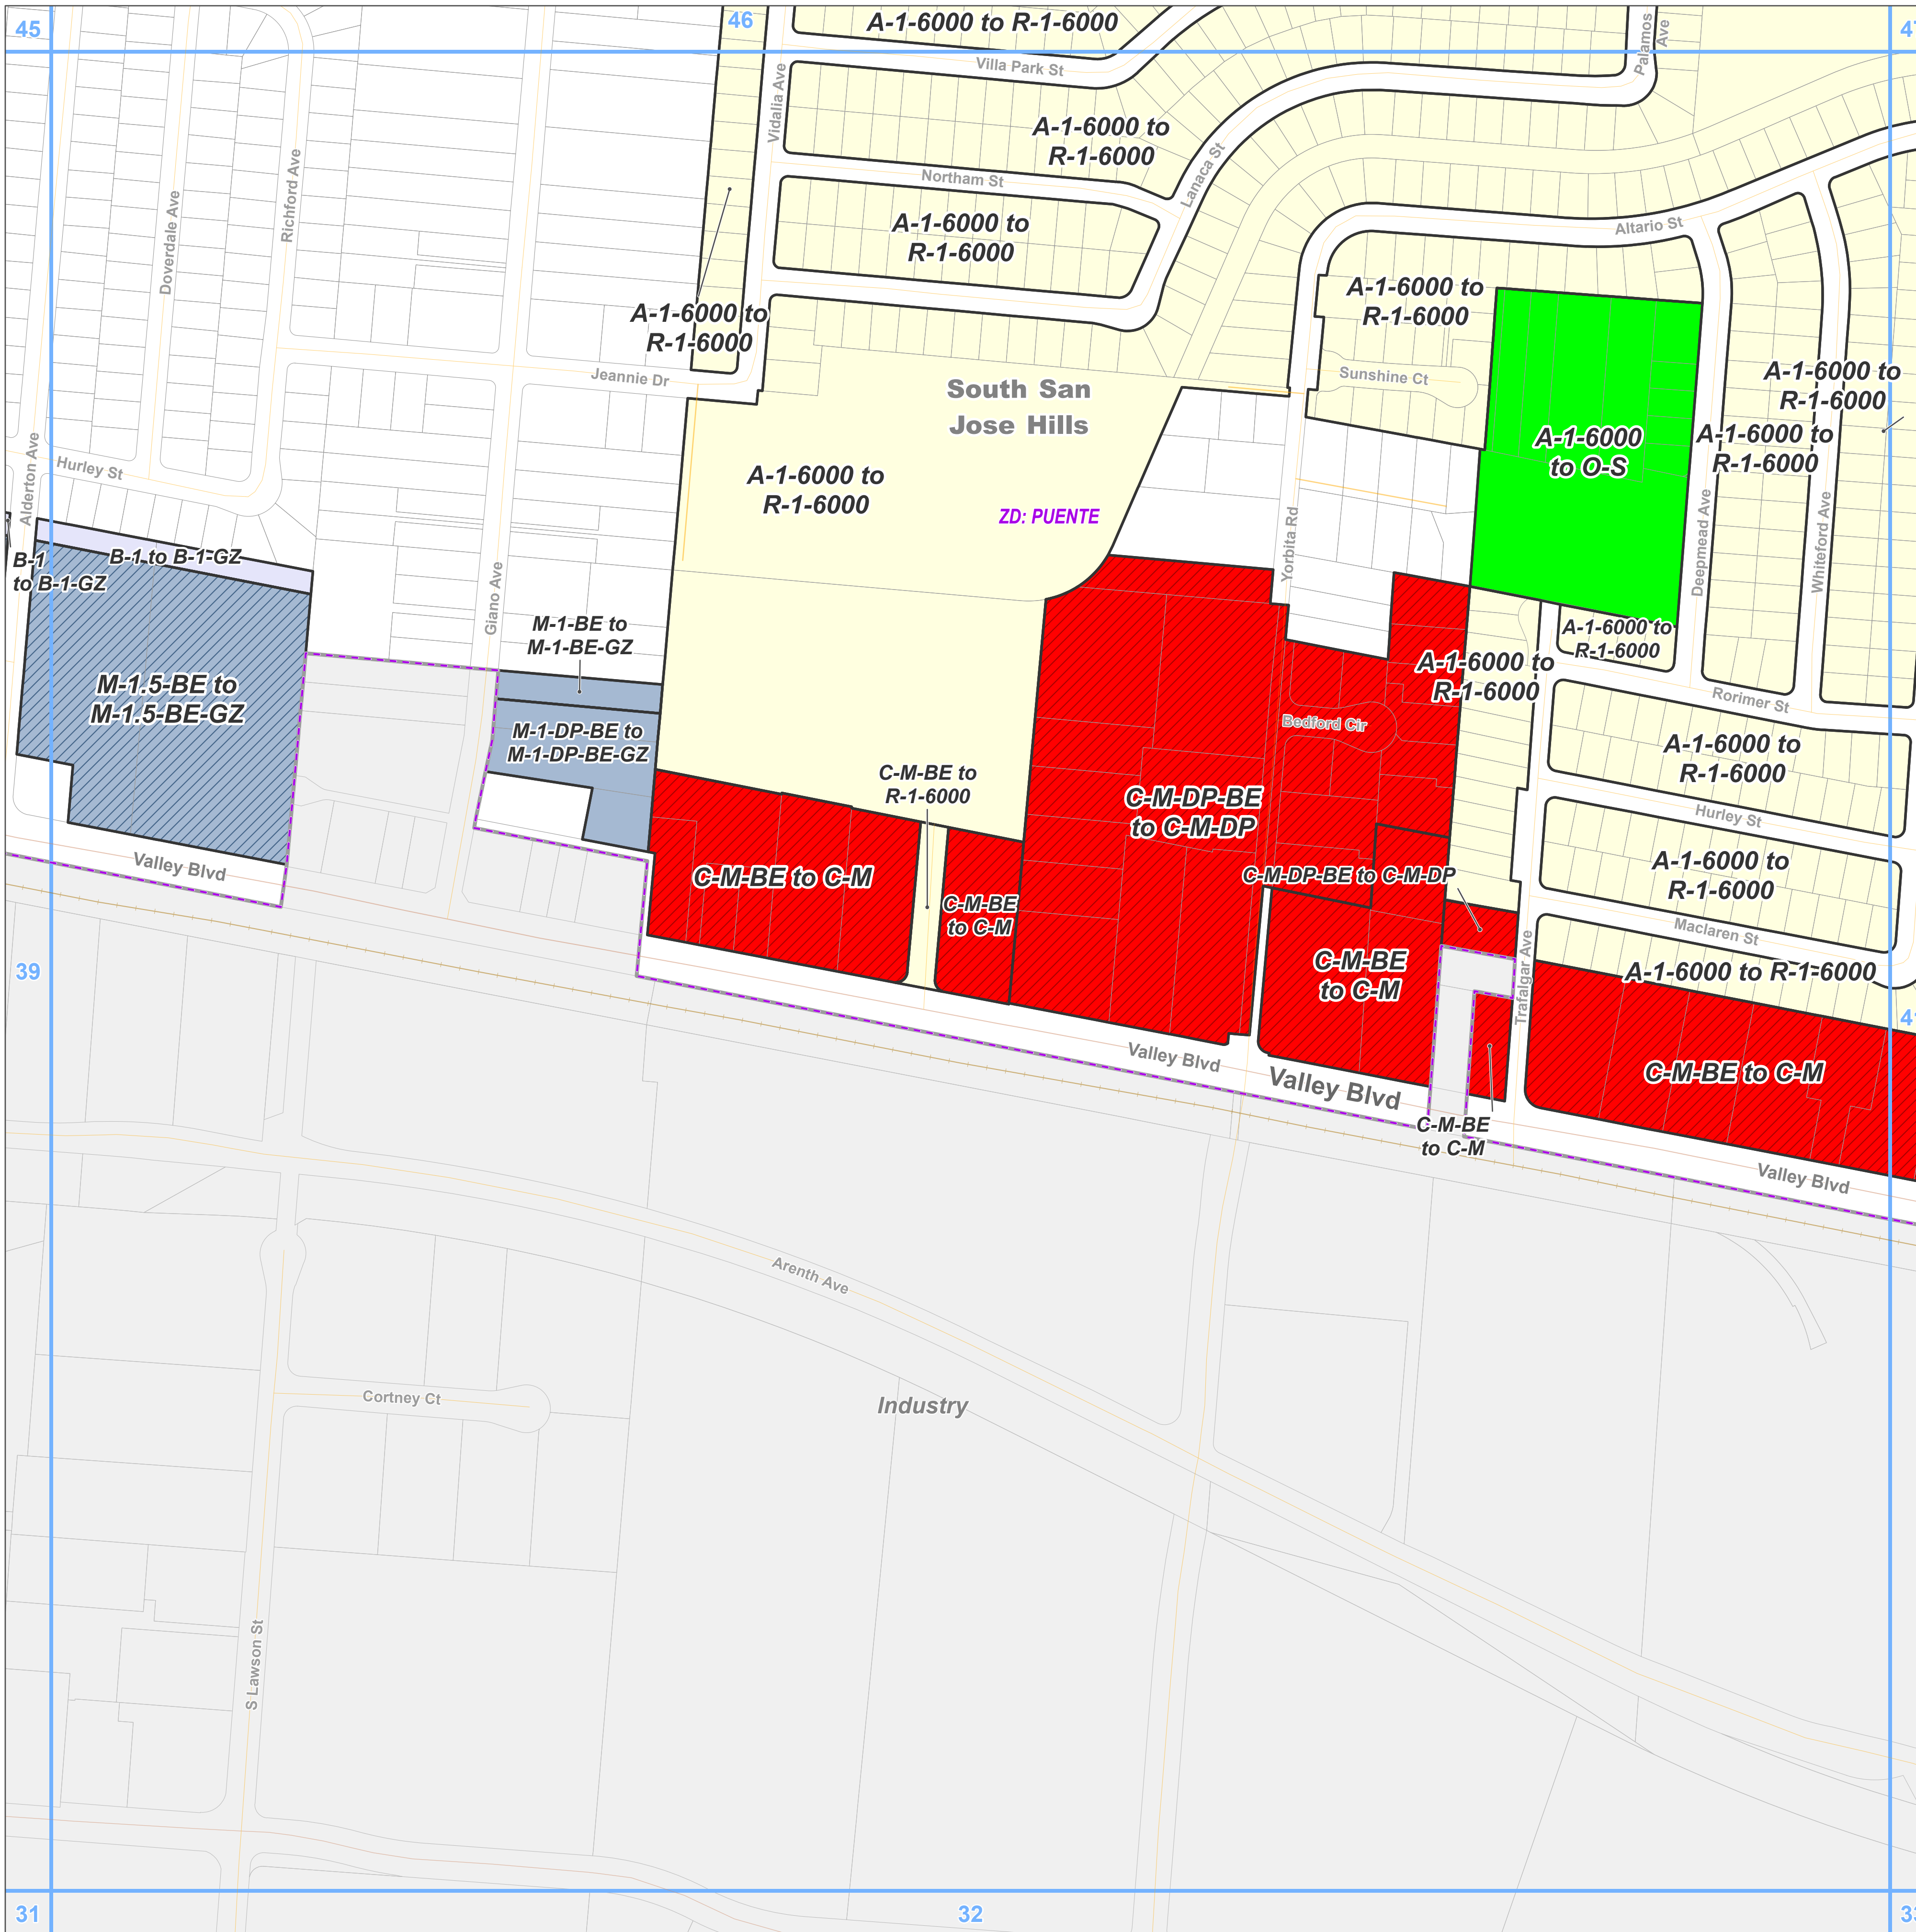 45
46
47
A-1-6000 to R-1-6000
Palamos
Ave
Villa Park St
Vidalia Ave
A-1-6000 to
R-1-6000
Northam St
Lanaca St
Richford Ave
Doverdale Ave
A-1-6000 to
R-1-6000
Altario St
A-1-6000 to
R-1-6000
A-1-6000 to
R-1-6000
Jeannie Dr
Sunshine Ct
South San
Jose Hills
A-1-6000 to
R-1-6000
A-1-6000
to O-S
A-1-6000 to
R-1-6000
Alderton Ave
Hurley St
A-1-6000 to
R-1-6000
ZD: PUENTE
Yorbita Rd
Deepmead Ave
Whiteford Ave
B-1
to B-1-GZ
B-1 to B-1-GZ
Giano Ave
M-1-BE to
M-1-BE-GZ
A-1-6000 to
R-1-6000
A-1-6000 to
R-1-6000
M-1.5-BE to
M-1.5-BE-GZ
M-1-DP-BE to
M-1-DP-BE-GZ
Bedford Cir
Rorimer St
A-1-6000 to
R-1-6000
C-M-BE to
R-1-6000
C-M-DP-BE
to C-M-DP
Hurley St
Valley Blvd
C-M-BE to C-M
C-M-BE
to C-M
C-M-DP-BE to C-M-DP
A-1-6000 to
R-1-6000
Maclaren St
39
C-M-BE
to C-M
Trafalgar Ave
A-1-6000 to R-1-6000
Valley Blvd
Valley Blvd
C-M-BE to C-M
C-M-BE
to C-M
Valley Blvd
Arenth Ave
Cortney Ct
Industry
S Lawson St
31
32